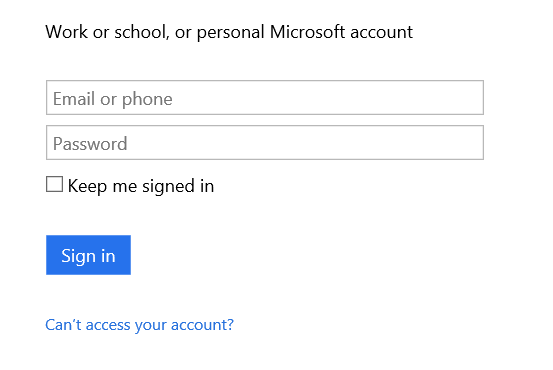 Work or school, or personal Microsoft account
Email or phone
Password
Keep me signed in
Sign in
Can't access your account?